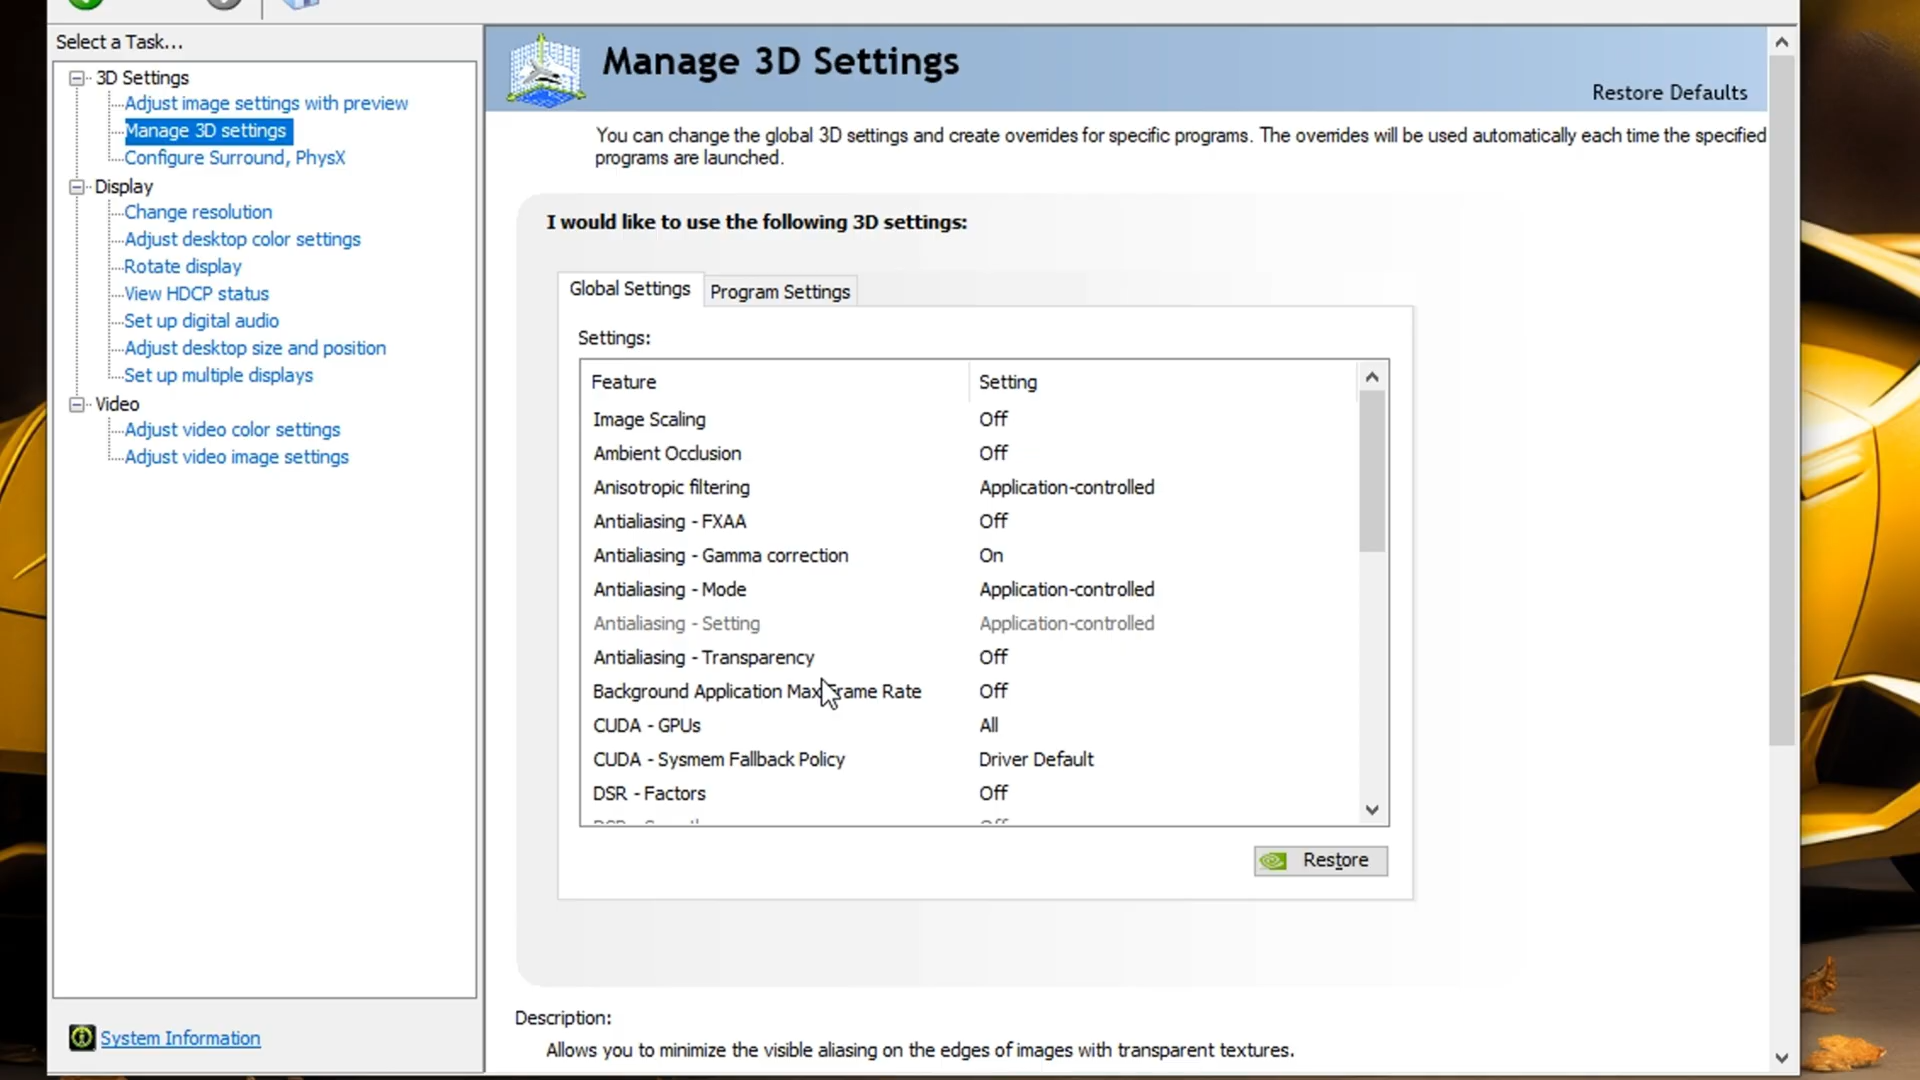 Select a Task...
3D Settings
Adjust image settings with preview
Manage 3D settings
Configure Surround, PhysX
Display
Change resolution
Adjust desktop color settings
Rotate display
View HDCP status
Set up digital audio
Adjust desktop size and position
Set up multiple displays
Video
Adjust video color settings
Adjust video image settings
System Information
Manage 3D Settings
Restore Defaults
You can change the global 3D settings and create overrides for specific programs. The overrides will be used automatically each time the specified
programs are launched.
I would like to use the following 3D settings:
Global Settings Program Settings
Settings:
Feature Setting
Image Scaling Off
Ambient Occlusion Off
Anisotropic filtering Application-controlled
Antialiasing - FXAA Off
Antialiasing - Gamma correction On
Antialiasing - Mode Application-controlled
Antialiasing - Setting Application-controlled
Antialiasing - Transparency Off
Background Application Max Frame Rate Off
CUDA - GPUs All
CUDA - Sysmem Fallback Policy Driver Default
DSR - Factors Off
Restore
Description:
Allows you to minimize the visible aliasing on the edges of images with transparent textures.